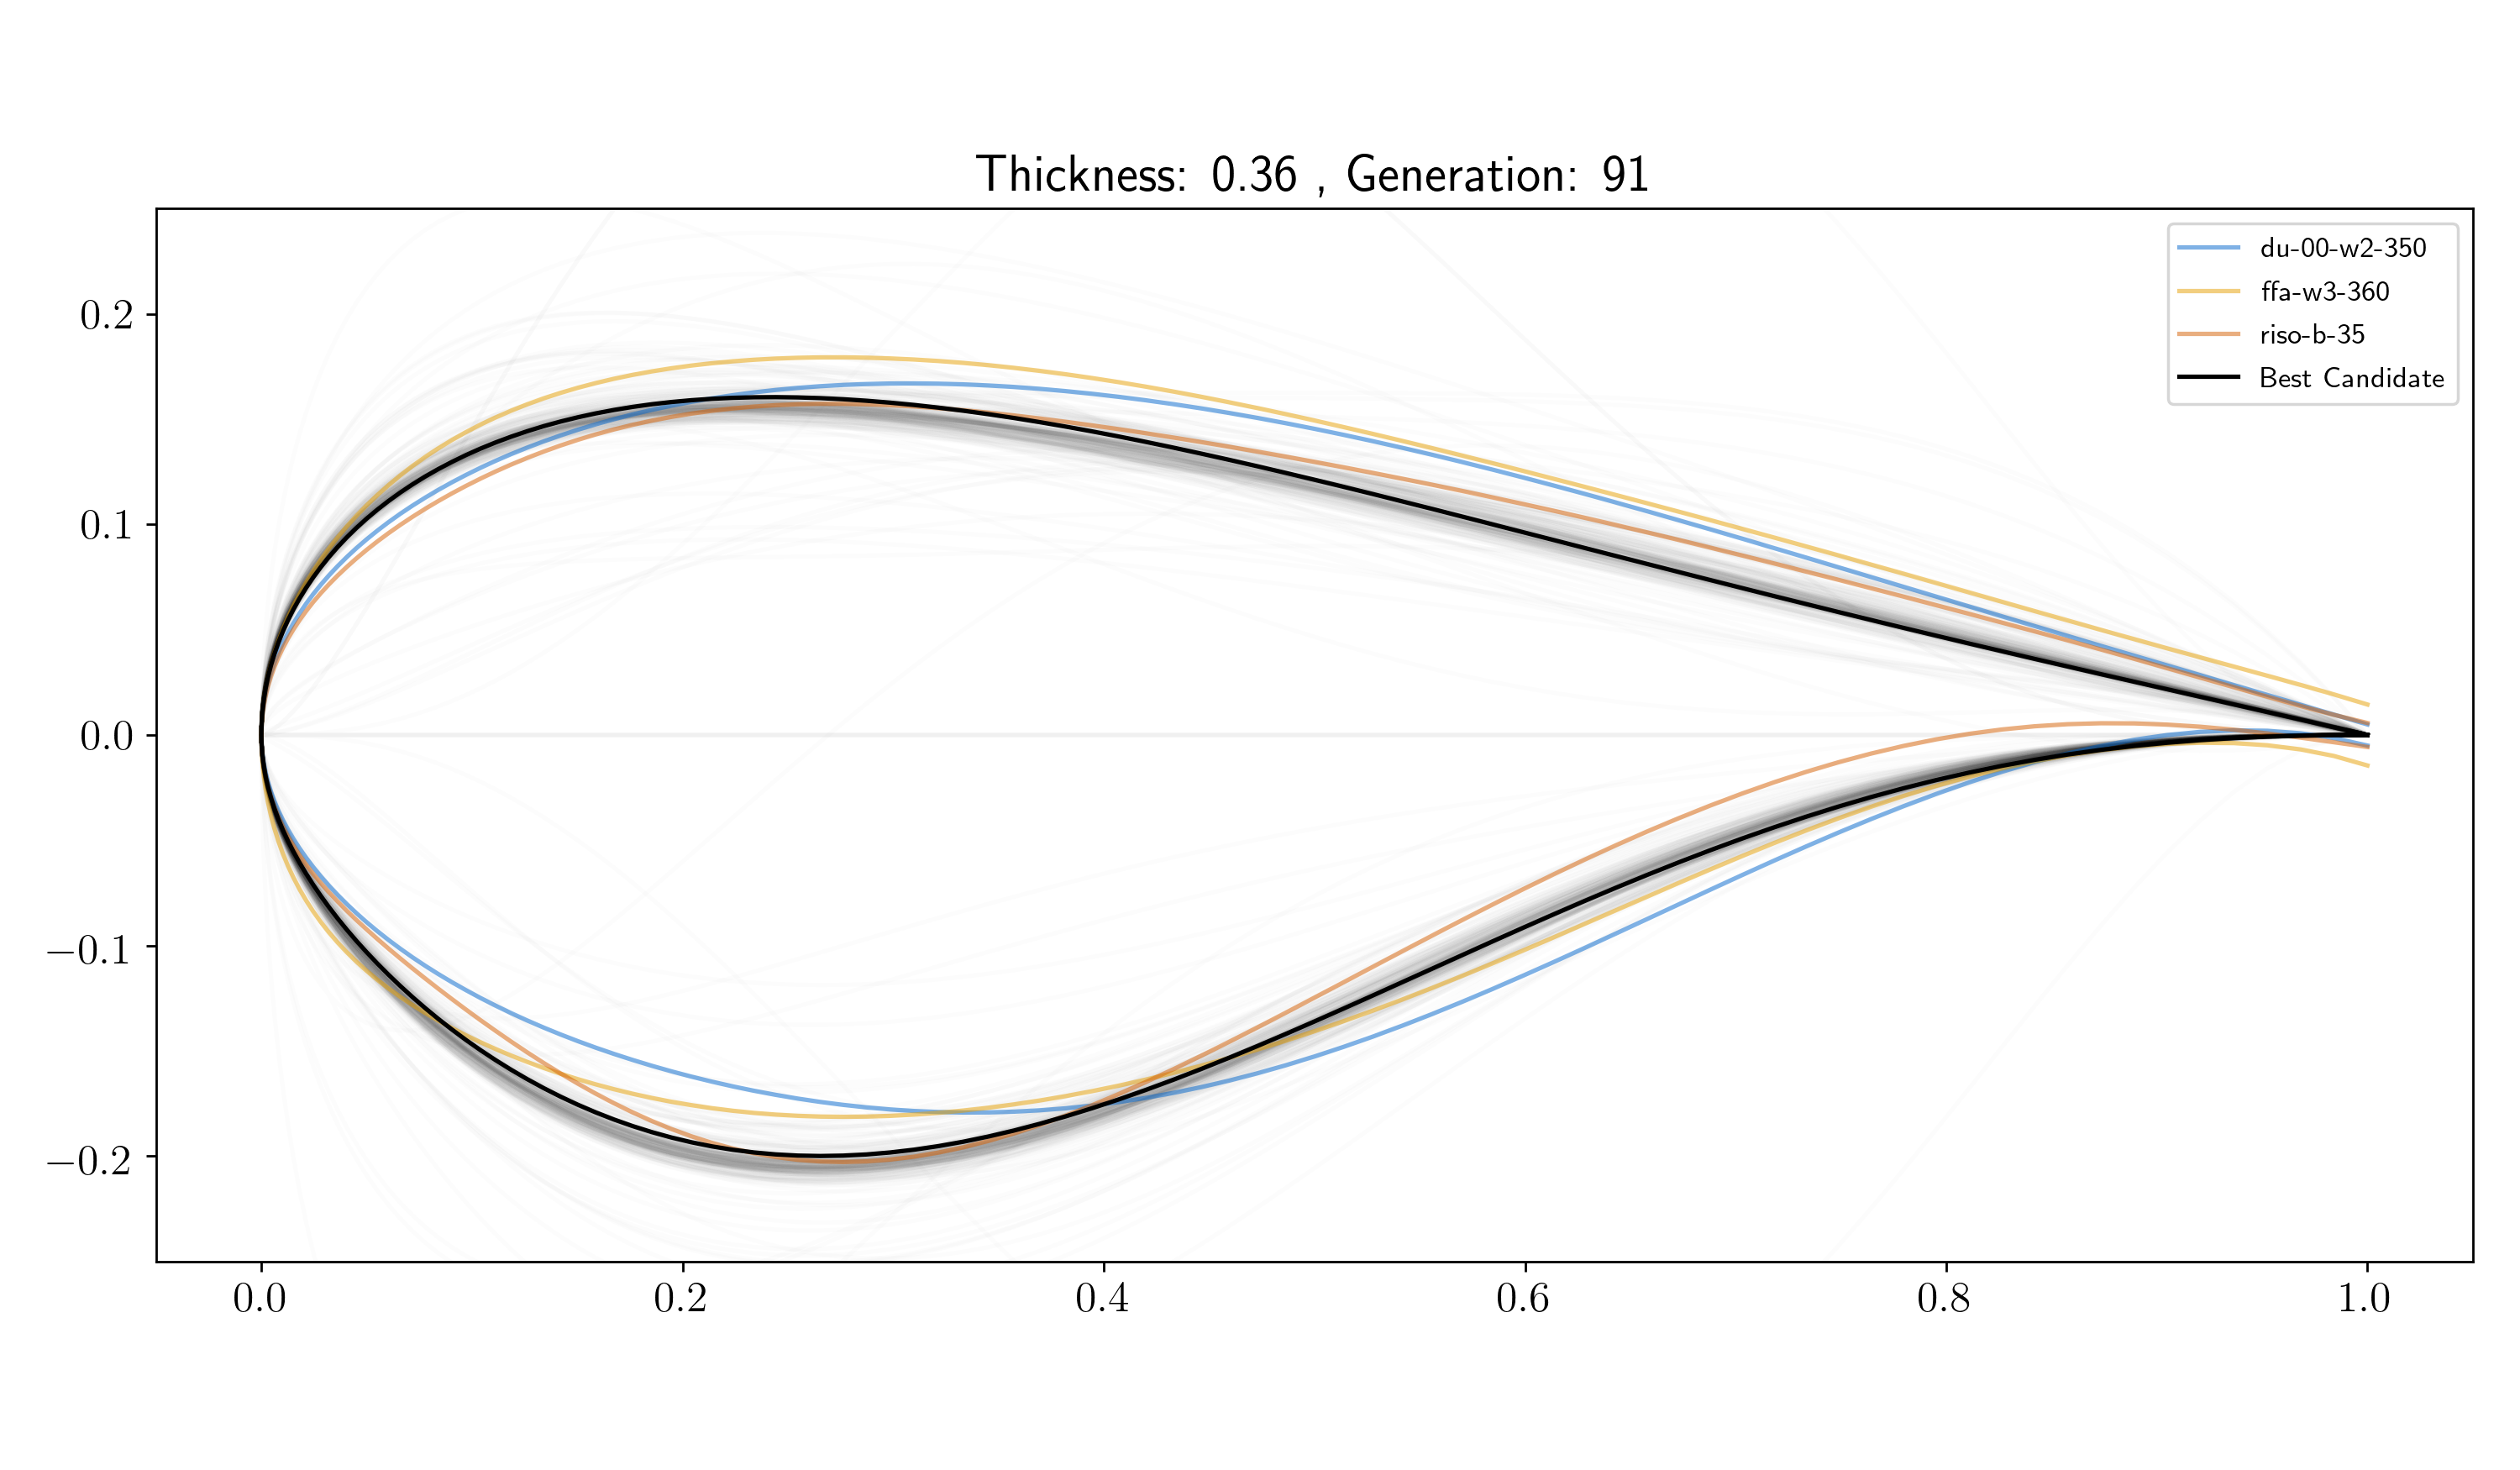 Thickness: 0.36 , Generation: 91
du-00-w2-350
ffa-w3-360
riso-b-35
Best Candidate
0.2
0.1
0.0
−0.1
−0.2
0.0 0.2 0.4 0.6 0.8 1.0